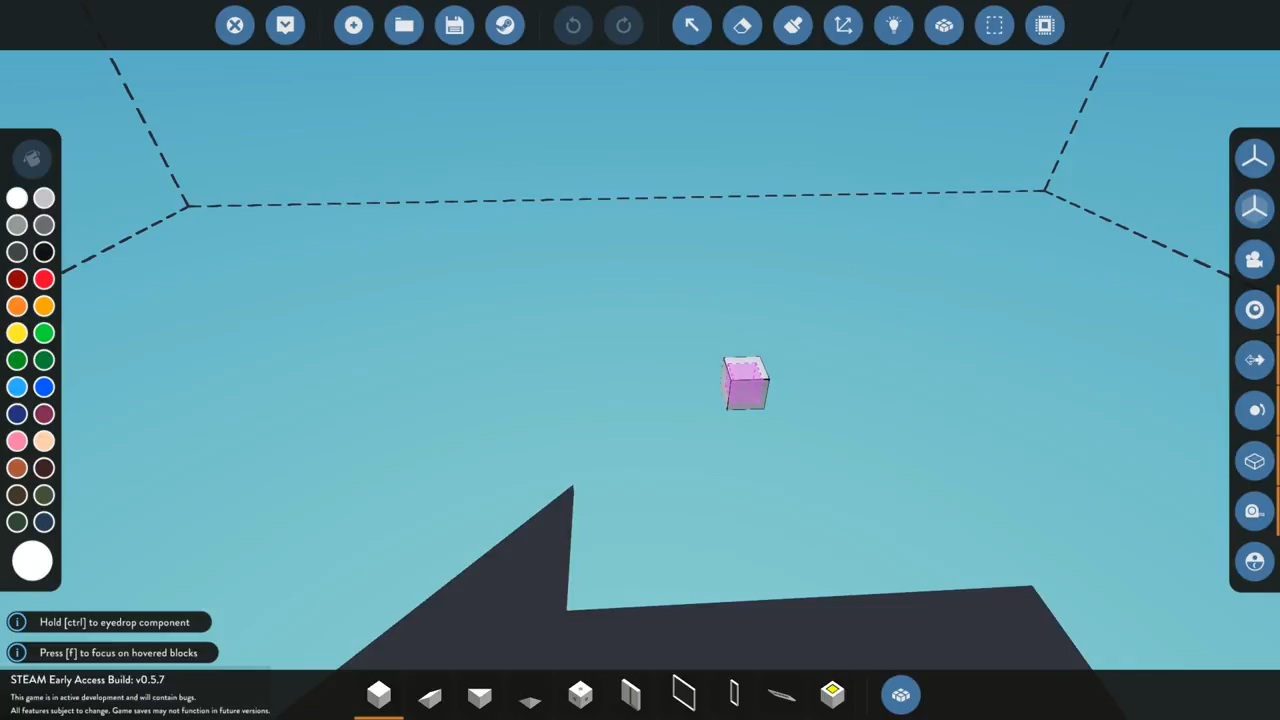 Hold [ctrl] to eyedrop component
Press [f] to focus on hovered blocks
STEAM Early Access Build: v0.5.7
This game is in active development and will contain bugs.
All features subject to change. Game saves may not function in future versions.